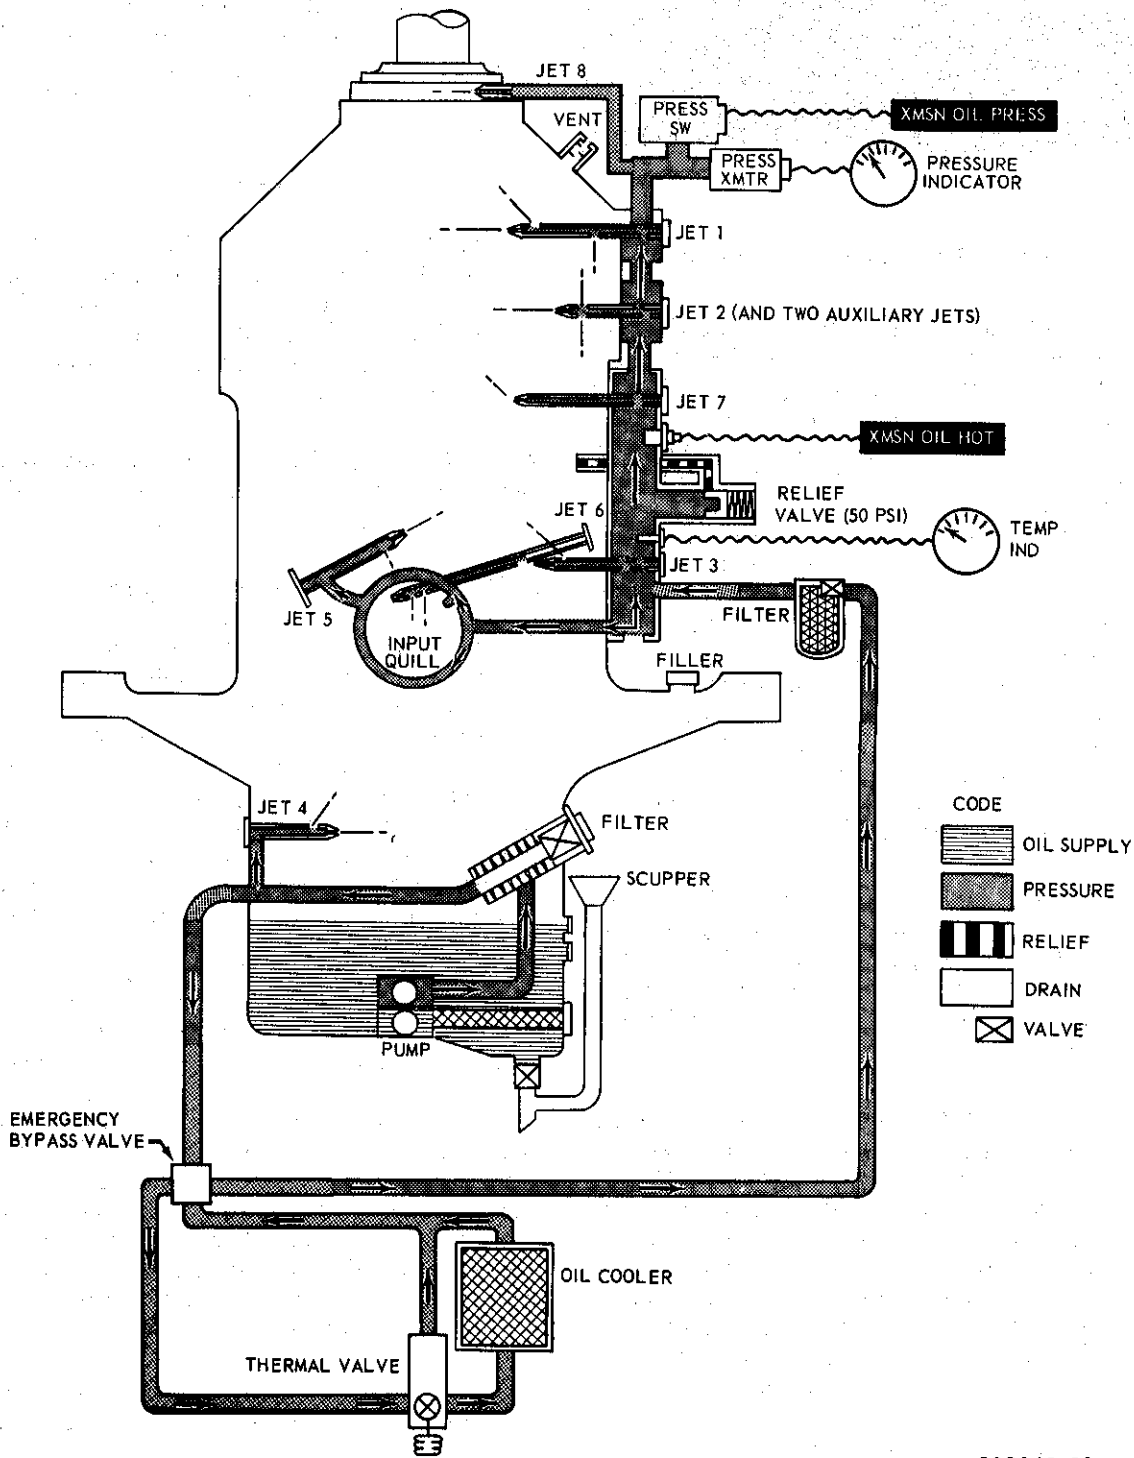 JET 8
PRESS
SW
XMSN OIL PRESS
VENT
PRESS
XMTR
PRESSURE
INDICATOR
JET 1
JET 2 (AND TWO AUXILIARY JETS)
JET 7
XMSN OIL HOT
RELIEF
VALVE (50 PSI)
JET 6
TEMP
IND
JET 3
JET 5
FILTER
INPUT
QUILL
FILLER
JET 4
FILTER
SCUPPER
CODE
OIL SUPPLY
PRESSURE
RELIEF
DRAIN
VALVE
PUMP
EMERGENCY
BYPASS VALVE
OIL COOLER
THERMAL VALVE